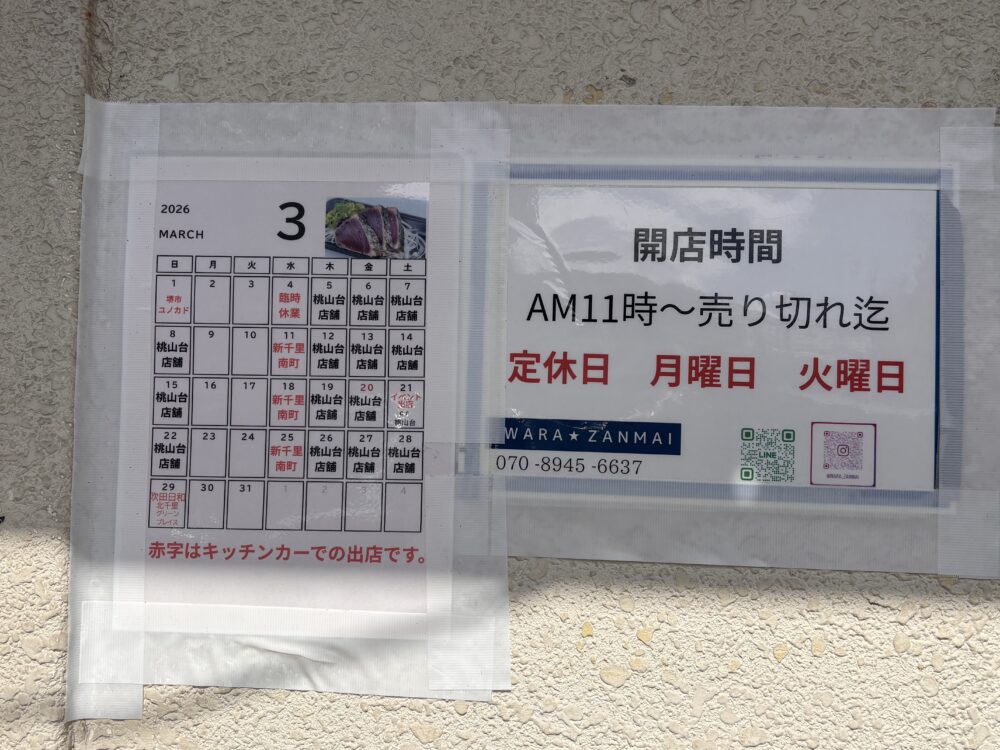 2026
MARCH
3
日 月 火 水 木 金 土
1 2 3 4 5 6 7
堺市 ユノカド 臨時 休業 桃山台 店舗 桃山台 店舗 桃山台 店舗
8 9 10 11 12 13 14
桃山台 店舗 新千里 南町 桃山台 店舗 桃山台 店舗 桃山台 店舗
15 16 17 18 19 20 21
桃山台 店舗 新千里 南町 桃山台 店舗 桃山台 店舗 イベント 出店 桃山台
22 23 24 25 26 27 28
桃山台 店舗 新千里 南町 桃山台 店舗 桃山台 店舗 桃山台 店舗
29 30 31 1 2 3 4
吹田日和 北千里 グリーン プレイス
赤字はキッチンカーでの出店です。
開店時間
AM11時～売り切れ迄
定休日 月曜日 火曜日
WARA★ZANMAI
070-8945-6637
LINE